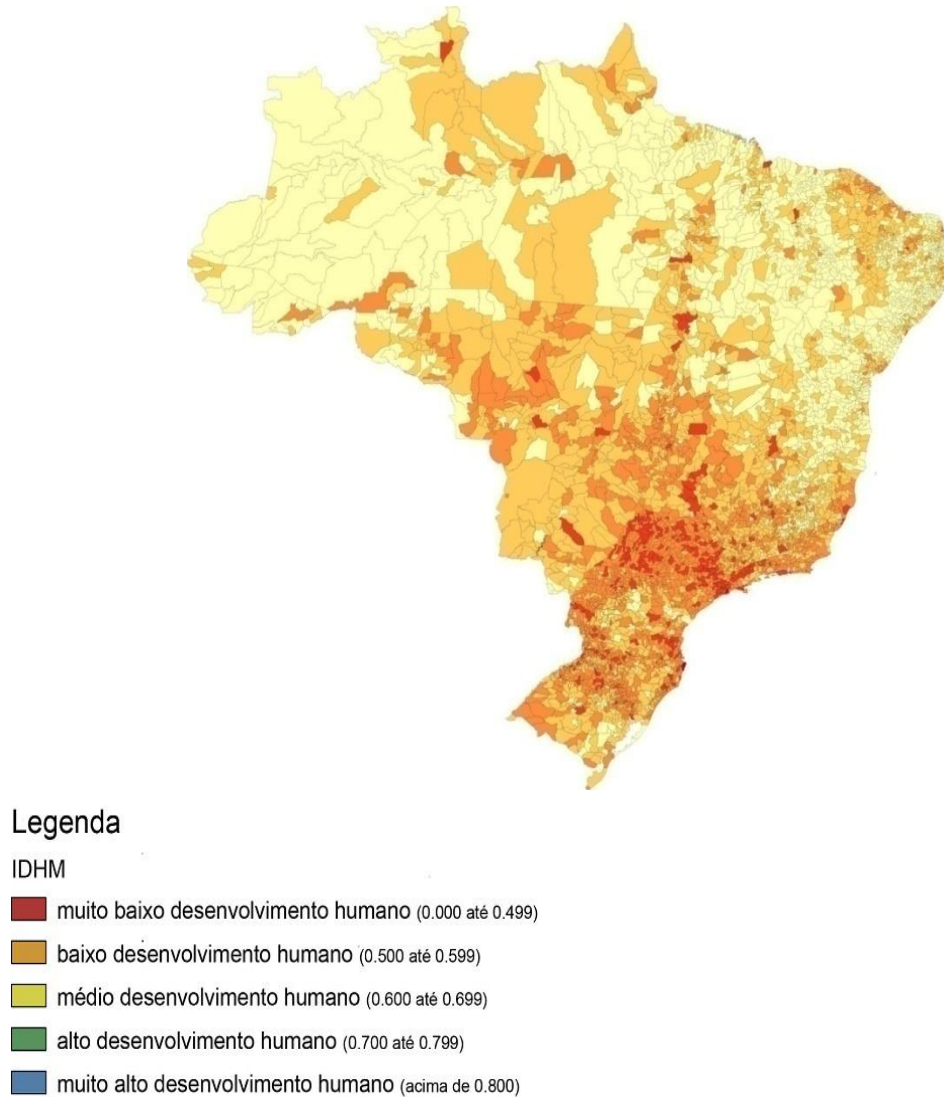 Legenda
IDHM
muito baixo desenvolvimento humano (0.000 até 0.499)
baixo desenvolvimento humano (0.500 até 0.599)
médio desenvolvimento humano (0.600 até 0.699)
alto desenvolvimento humano (0.700 até 0.799)
muito alto desenvolvimento humano (acima de 0.800)